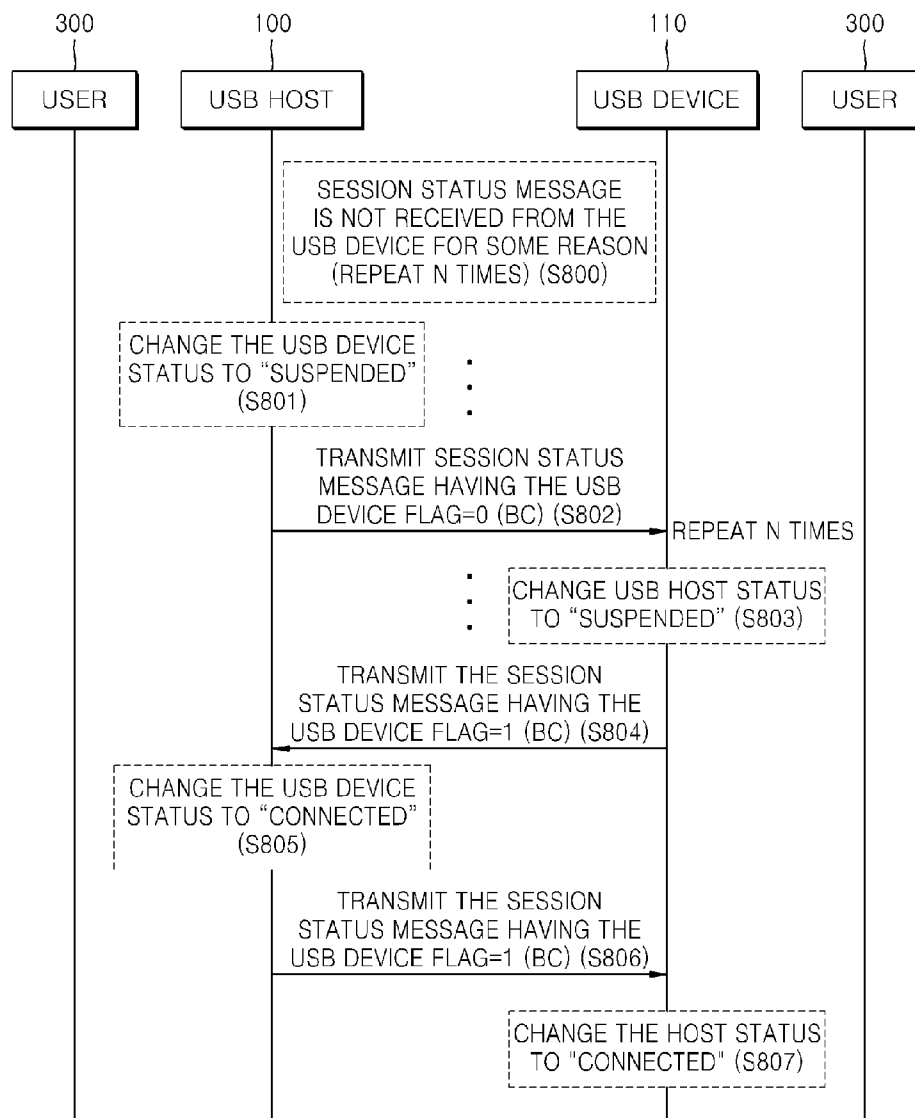 300
100
110
300
USER
USB HOST
USB DEVICE
USER
SESSION STATUS MESSAGE
IS NOT RECEIVED FROM THE
USB DEVICE FOR SOME REASON
(REPEAT N TIMES) (S800)
CHANGE THE USB DEVICE
STATUS TO “SUSPENDED”
(S801)
TRANSMIT SESSION STATUS
MESSAGE HAVING THE USB
DEVICE FLAG=0 (BC) (S802)
REPEAT N TIMES
CHANGE USB HOST STATUS
TO “SUSPENDED” (S803)
TRANSMIT THE SESSION
STATUS MESSAGE HAVING THE
USB DEVICE FLAG=1 (BC) (S804)
CHANGE THE USB DEVICE
STATUS TO “CONNECTED”
(S805)
TRANSMIT THE SESSION
STATUS MESSAGE HAVING THE
USB DEVICE FLAG=1 (BC) (S806)
CHANGE THE HOST STATUS
TO "CONNECTED" (S807)